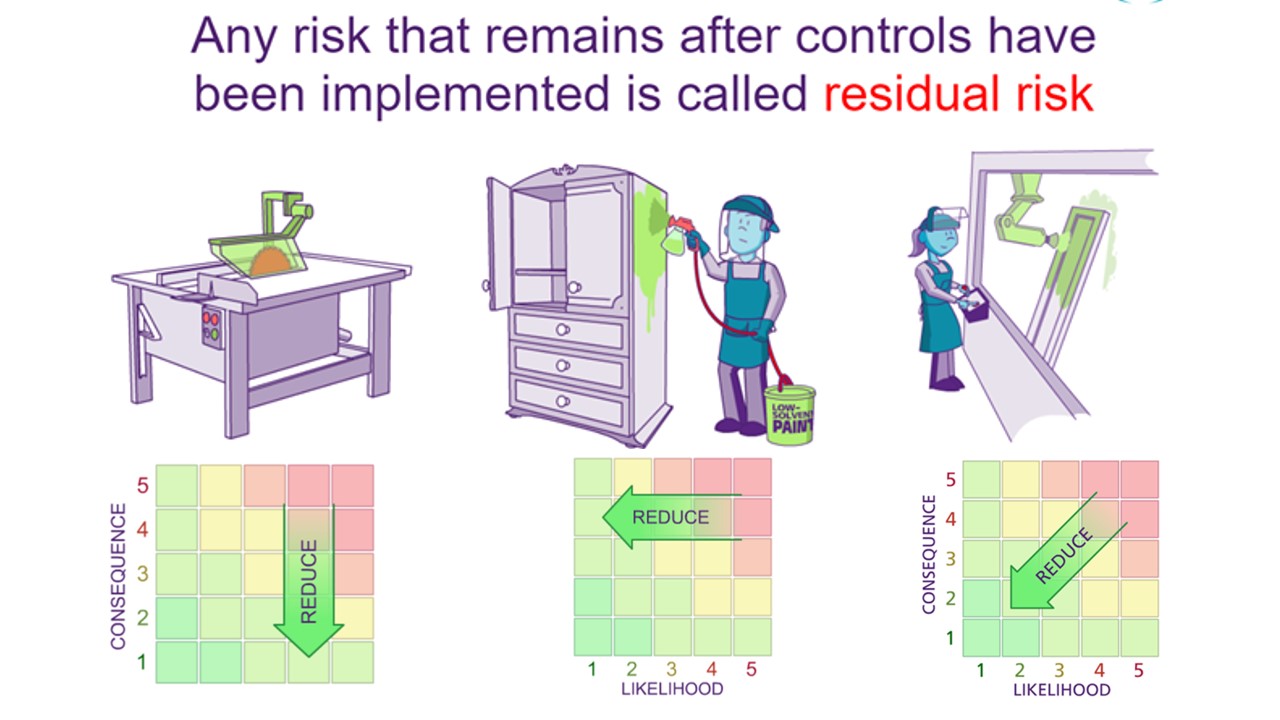 Any risk that remains after controls have
been implemented is called residual risk
LOW-
SOLVENT
PAINT
CONSEQUENCE
5
4
3
2
1
REDUCE
REDUCE
1 2 3 4 5
LIKELIHOOD
CONSEQUENCE
5
4
3
2
1
REDUCE
1 2 3 4 5
LIKELIHOOD